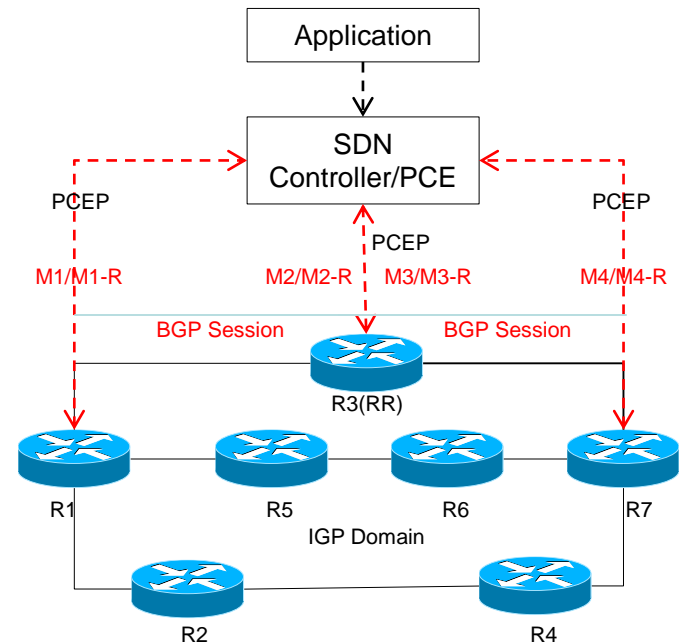 Application
SDN
Controller/PCE
PCEP
PCEP
PCEP
M1/M1-R
M2/M2-R
M3/M3-R
M4/M4-R
BGP Session
BGP Session
R3(RR)
R1
R5
R6
R7
IGP Domain
R2
R4